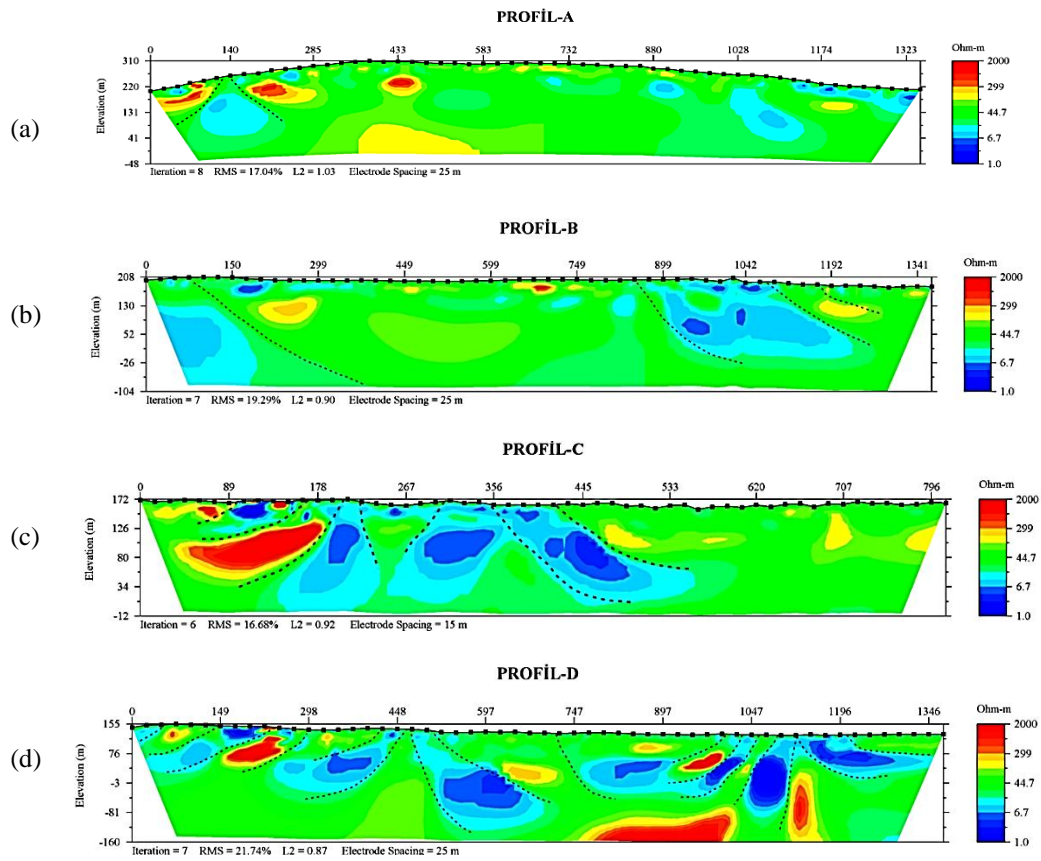 PROFİL-A
0 140 285 433 583 732 880 1028 1174 1323
Ohm-m
(a)
Elevation (m)
310
220
131
41
-48
2000
299
44.7
6.7
1.0
Iteration = 8 RMS = 17.04% L2 = 1.03 Electrode Spacing = 25 m
PROFİL-B
0 150 299 449 599 749 899 1042 1192 1341
Ohm-m
(b)
Elevation (m)
208
130
52
-26
-104
2000
299
44.7
6.7
1.0
Iteration = 7 RMS = 19.29% L2 = 0.90 Electrode Spacing = 25 m
PROFİL-C
0 89 178 267 356 445 533 620 707 796
Ohm-m
(c)
Elevation (m)
172
126
80
34
-12
2000
299
44.7
6.7
1.0
Iteration = 6 RMS = 16.68% L2 = 0.92 Electrode Spacing = 15 m
PROFİL-D
0 149 298 448 597 747 897 1047 1196 1346
Ohm-m
(d)
Elevation (m)
155
76
-3
-81
-160
2000
299
44.7
6.7
1.0
Iteration = 7 RMS = 21.74% L2 = 0.87 Electrode Spacing = 25 m